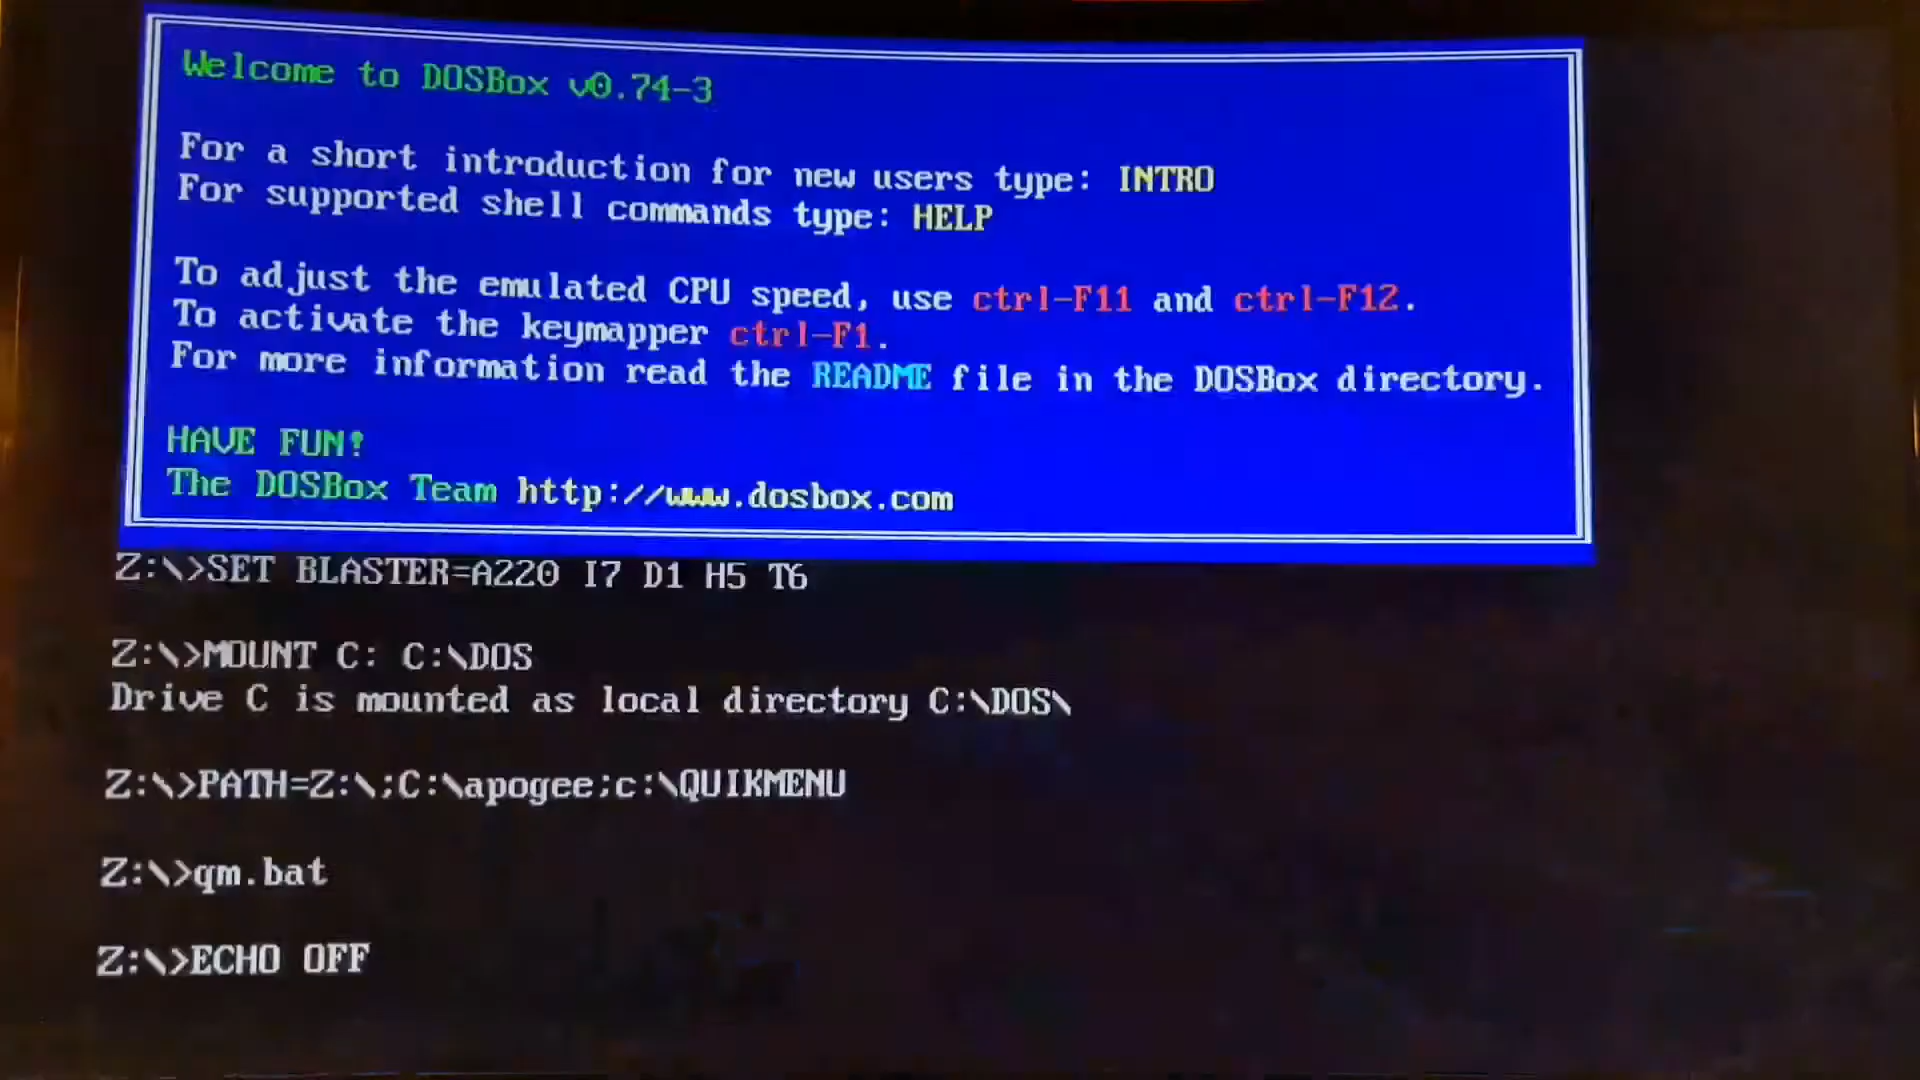 Welcome to DOSBox v0.74-3
For a short introduction for new users type: INTRO
For supported shell commands type: HELP
To adjust the emulated CPU speed, use ctrl-F11 and ctrl-F12.
To activate the keymapper ctrl-F1.
For more information read the README file in the DOSBox directory.
HAVE FUN!
The DOSBox Team http://www.dosbox.com
Z:\>SET BLASTER=A220 I7 D1 H5 T6
Z:\>MOUNT C: C:\DOS
Drive C is mounted as local directory C:\DOS\
Z:\>PATH=Z:\;C:\apogee;c:\QUIKMENU
Z:\>qm.bat
Z:\>ECHO OFF